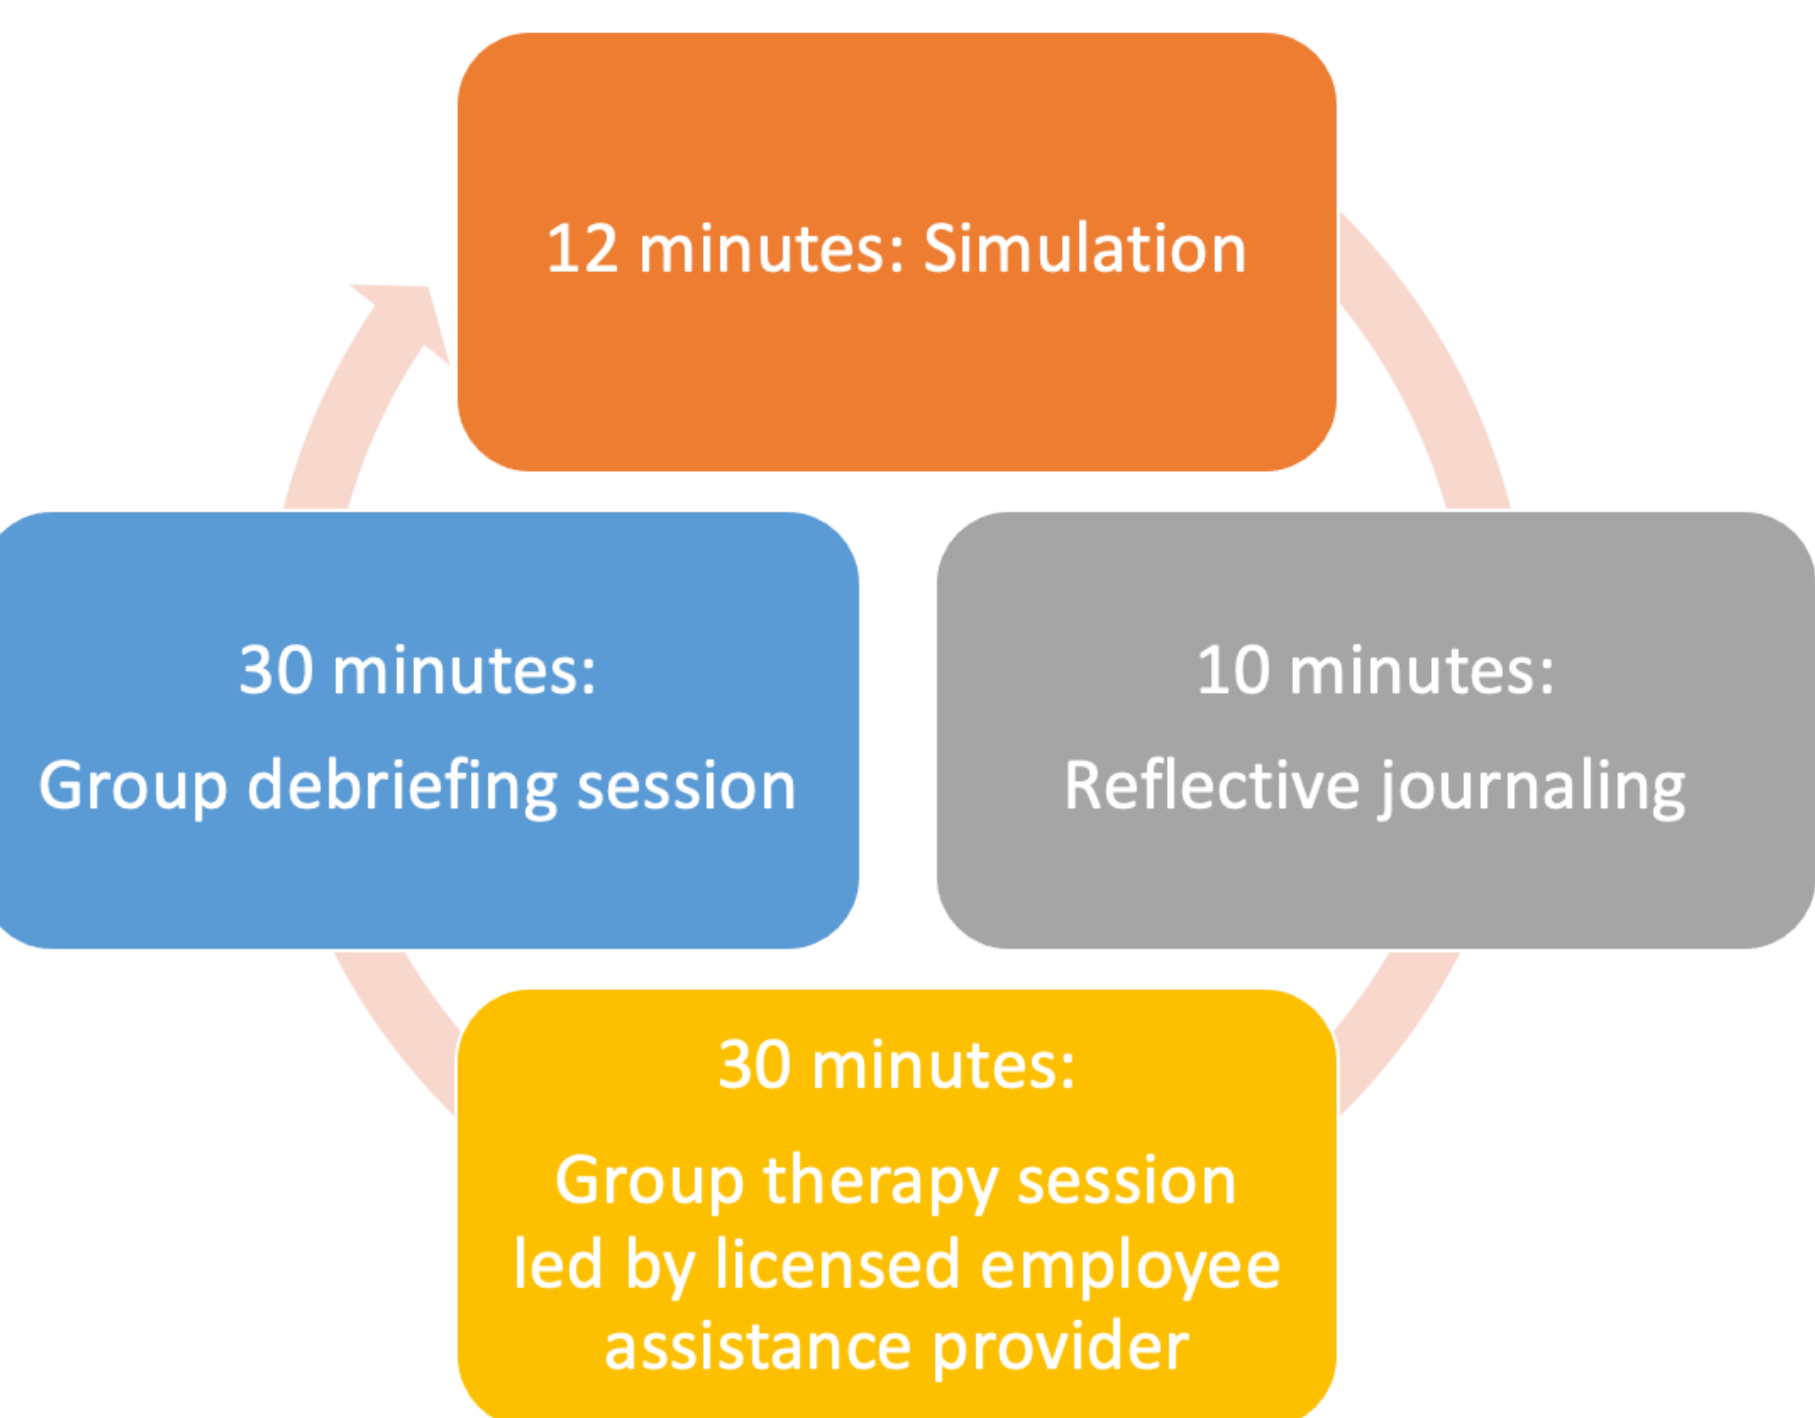 12 minutes: Simulation
30 minutes:
Group debriefing session
10 minutes:
Reflective journaling
30 minutes:
Group therapy session
led by licensed employee
assistance provider